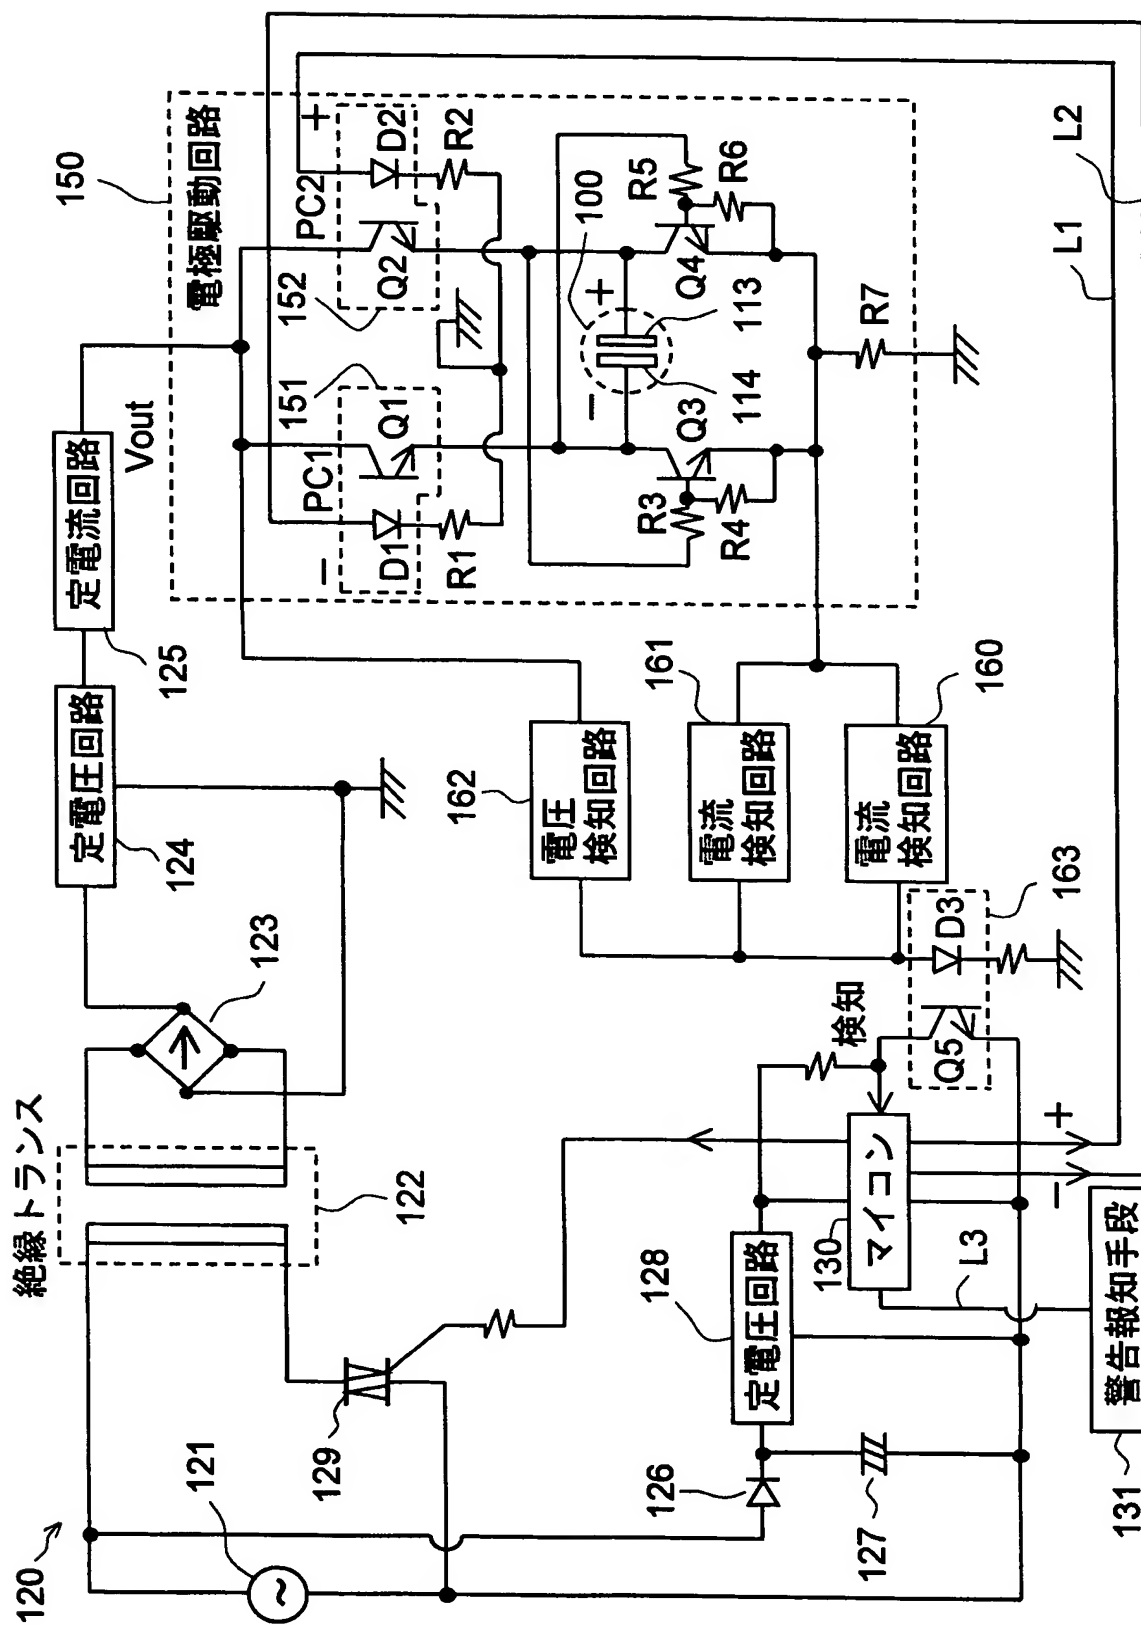 120
121
絶縁トランス
122
123
124
定電圧回路
125
定電流回路
Vout
150
電極駆動回路
129
151
152
PC1
PC2
−
+
D1
Q1
Q2
D2
R1
R2
100
−
+
114
113
R3
R4
Q3
Q4
R5
R6
R7
162
電圧
検知回路
161
電流
検知回路
160
電流
検知回路
163
D3
Q5
検知
126
127
128
定電圧回路
130
マイコン
L3
−
+
131
警告報知手段
L1
L2